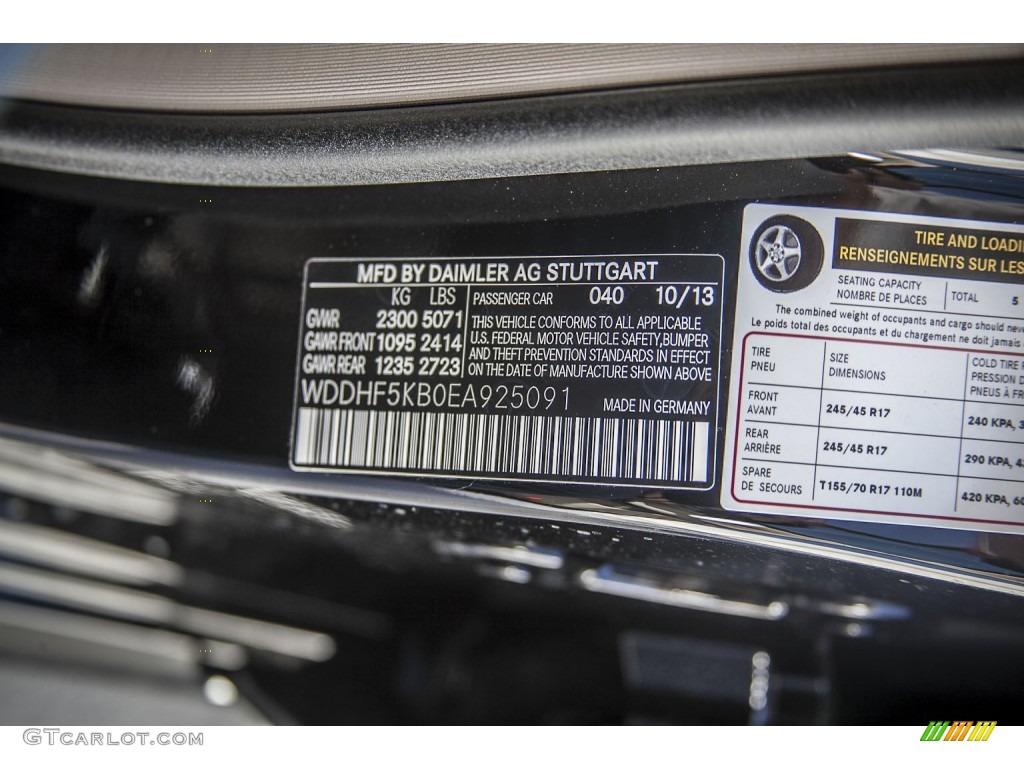 MFD BY DAIMLER AG STUTTGART
KG LBS
GVWR 2300 5071
GAWR FRONT 1095 2414
GAWR REAR 1235 2723
PASSENGER CAR 040 10/13
THIS VEHICLE CONFORMS TO ALL APPLICABLE
U.S. FEDERAL MOTOR VEHICLE SAFETY,BUMPER
AND THEFT PREVENTION STANDARDS IN EFFECT
ON THE DATE OF MANUFACTURE SHOWN ABOVE
WDDHF5KB0EA925091
MADE IN GERMANY
TIRE AND LOADI
RENSEIGNEMENTS SUR LES
SEATING CAPACITY
NOMBRE DE PLACES
TOTAL 5
The combined weight of occupants and cargo should neve
Le poids total des occupants et du chargement ne doit jamais
TIRE
PNEU
SIZE
DIMENSIONS
COLD TIRE
PRESSION D
PNEUS À FR
FRONT
AVANT
245/45 R17
240 KPA, 3
REAR
ARRIÈRE
245/45 R17
290 KPA, 4
SPARE
DE SECOURS
T155/70 R17 110M
420 KPA, 60
GTCARLOT.COM